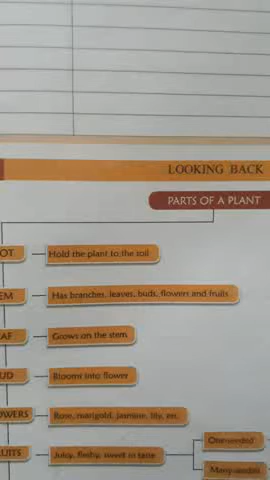 LOOKING BACK
PARTS OF A PLANT
OT Hold the plant to the soil
EM Has branches, leaves, buds, flowers and fruits
AF Grows on the stem
UD Blooms into flower
OWERS Rose, marigold, jasmine, lily, etc.
UITS Juicy, fleshy, sweet in taste
One-seeded
Many-seeded